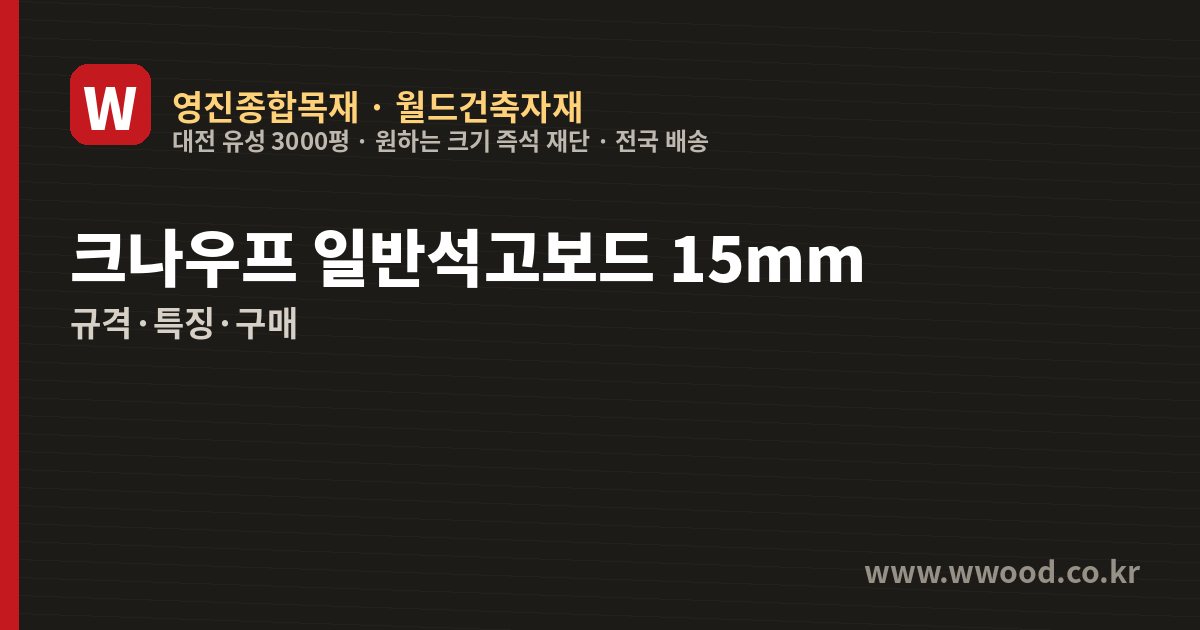 W
영진종합목재 · 월드건축자재
대전 유성 3000평 · 원하는 크기 즉석 재단 · 전국 배송
크나우프 일반석고보드 15mm
규격·특징·구매
www.wwood.co.kr